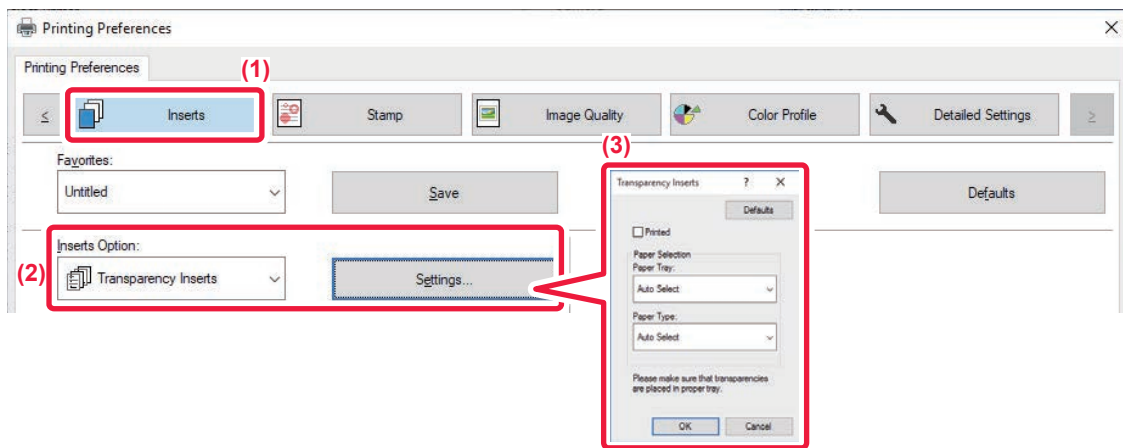 Printing Preferences
Printing Preferences
(1)
≤ Inserts Stamp Image Quality Color Profile Detailed Settings ≥
(3)
Favorites:
Untitled Save Defaults
(2)
Inserts Option:
Transparency Inserts Settings...
Transparency Inserts ? X
Defaults
Printed
Paper Selection
Paper Tray:
Auto Select
Paper Type:
Auto Select
Please make sure that transparencies
are placed in proper tray.
OK Cancel